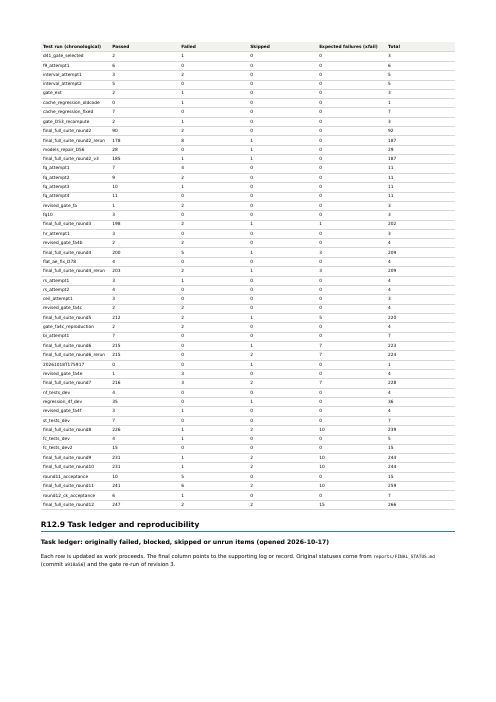 Test run (chronological) Passed Failed Skipped Expected failures (xfail) Total
d41_gate_selected 2 1 0 0 3
f9_attempt1 6 0 0 0 6
interval_attempt1 3 2 0 0 5
interval_attempt2 5 0 0 0 5
gate_ext 2 1 0 0 3
cache_regression_oldcode 0 1 0 0 1
cache_regression_fixed 7 0 0 0 7
gate_D53_recompute 2 1 0 0 3
final_full_suite_round2 90 2 0 0 92
final_full_suite_round2_rerun 178 8 1 0 187
models_repair_D56 28 0 1 0 29
final_full_suite_round2_v3 185 1 1 0 187
fq_attempt1 7 4 0 0 11
fq_attempt2 9 2 0 0 11
fq_attempt3 10 1 0 0 11
fq_attempt4 11 0 0 0 11
revised_gate_fa 1 2 0 0 3
fq10 3 0 0 0 3
final_full_suite_round3 198 2 1 1 202
hr_attempt1 3 0 0 0 3
revised_gate_fa4b 2 2 0 0 4
final_full_suite_round4 200 5 1 3 209
flat_ae_fix_D78 4 0 0 0 4
final_full_suite_round4_rerun 203 2 1 3 209
rs_attempt1 3 1 0 0 4
rs_attempt2 4 0 0 0 4
ceil_attempt1 3 0 0 0 3
revised_gate_fa4c 2 2 0 0 4
final_full_suite_round5 212 2 1 5 220
gate_fa4c_reproduction 2 2 0 0 4
bs_attempt1 7 0 0 0 7
final_full_suite_round6 215 0 1 7 223
final_full_suite_round6_rerun 215 0 2 7 224
20261018T175917 0 0 1 0 1
revised_gate_fa4e 1 3 0 0 4
final_full_suite_round7 216 3 2 7 228
nf_tests_dev 4 0 0 0 4
regression_4f_dev 35 0 1 0 36
revised_gate_fa4f 3 1 0 0 4
st_tests_dev 7 0 0 0 7
final_full_suite_round8 226 1 2 10 239
fc_tests_dev 4 1 0 0 5
fc_tests_dev2 15 0 0 0 15
final_full_suite_round9 231 1 2 10 244
final_full_suite_round10 231 1 2 10 244
round11_acceptance 10 5 0 0 15
final_full_suite_round11 241 6 2 10 259
round12_ck_acceptance 6 1 0 0 7
final_full_suite_round12 247 2 2 15 266
R12.9 Task ledger and reproducibility
Task ledger: originally failed, blocked, skipped or unrun items (opened 2026-10-17)
Each row is updated as work proceeds. The final column points to the supporting log or record. Original statuses come from reports/FINAL_STATUS.md
(commit and the gate re-run of revision 3.